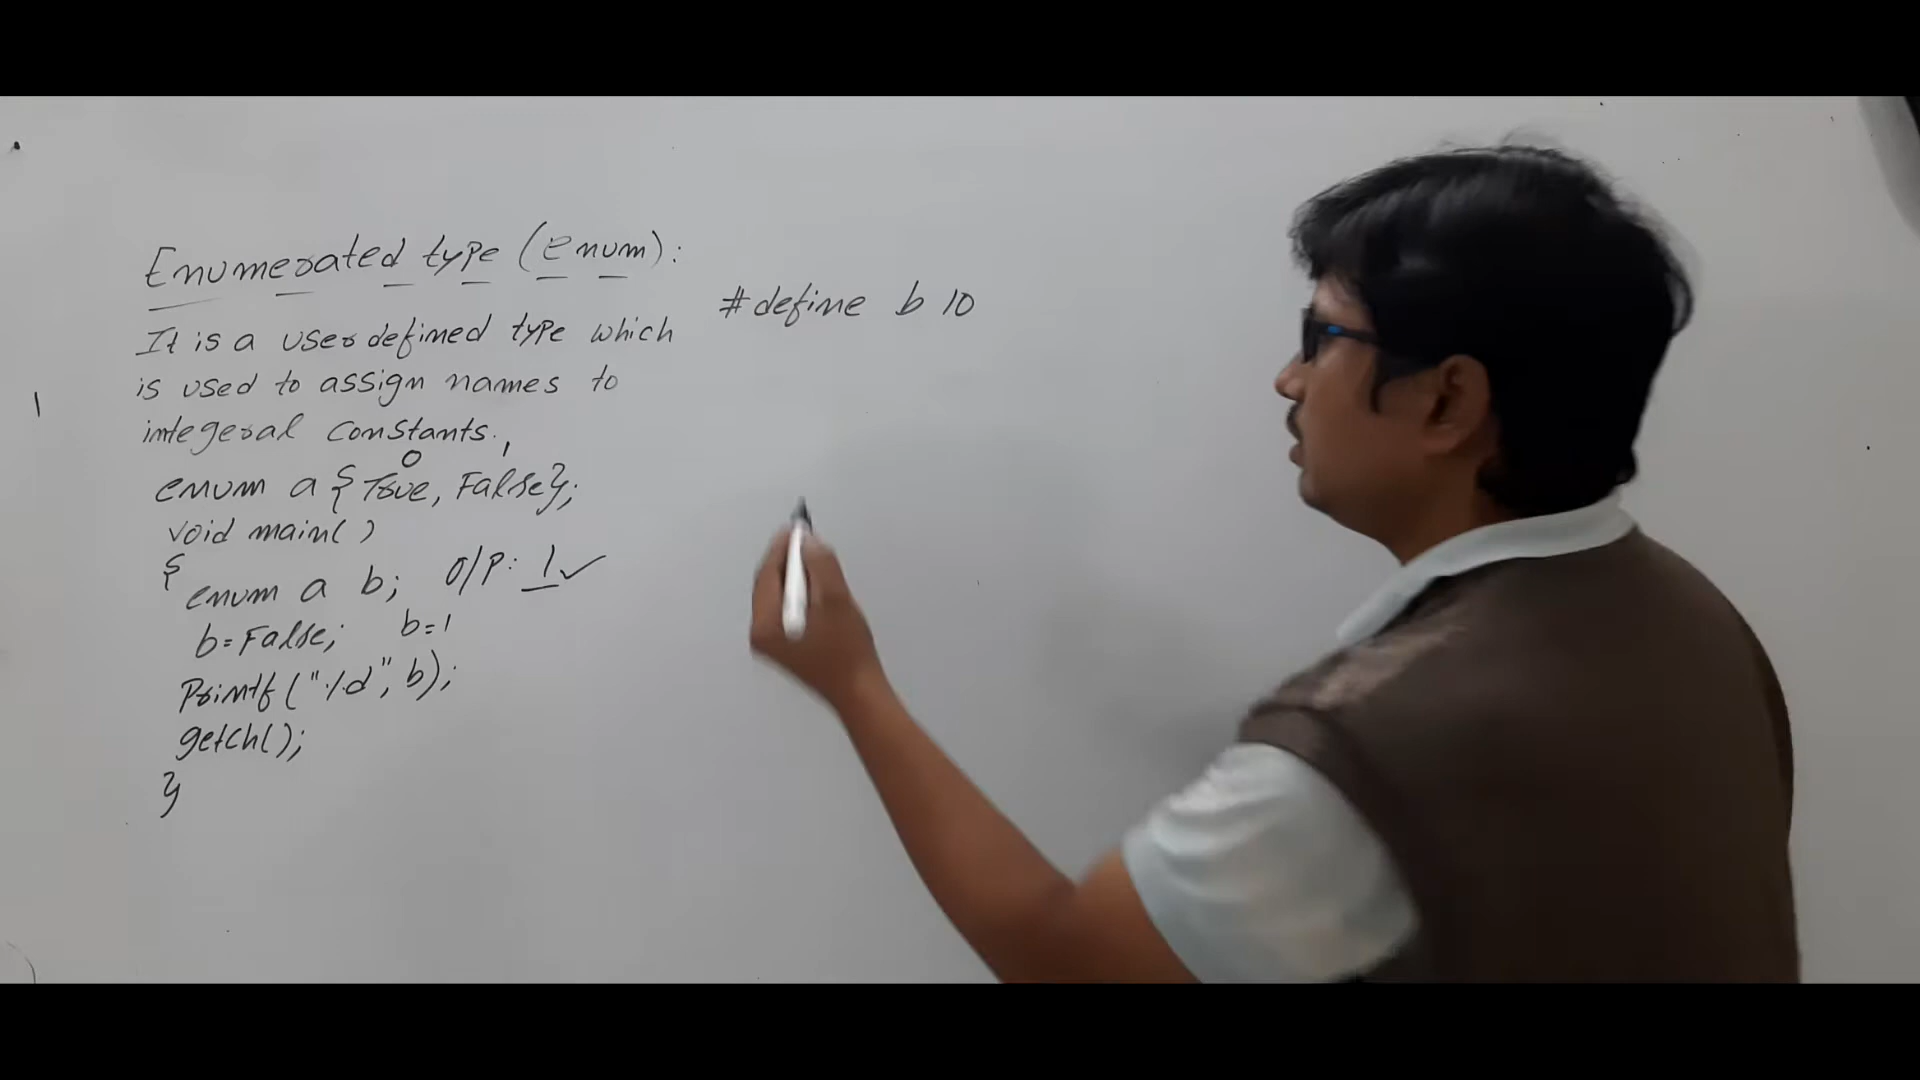 Enumerated type (enum):
It is a user defined type which
is used to assign names to
integeral constants.
0 1
enum a {True, False};
void main()
{
enum a b; O/P: 1 ✓
b=False; b=1
Printf("%d", b);
getch();
}
#define b 10